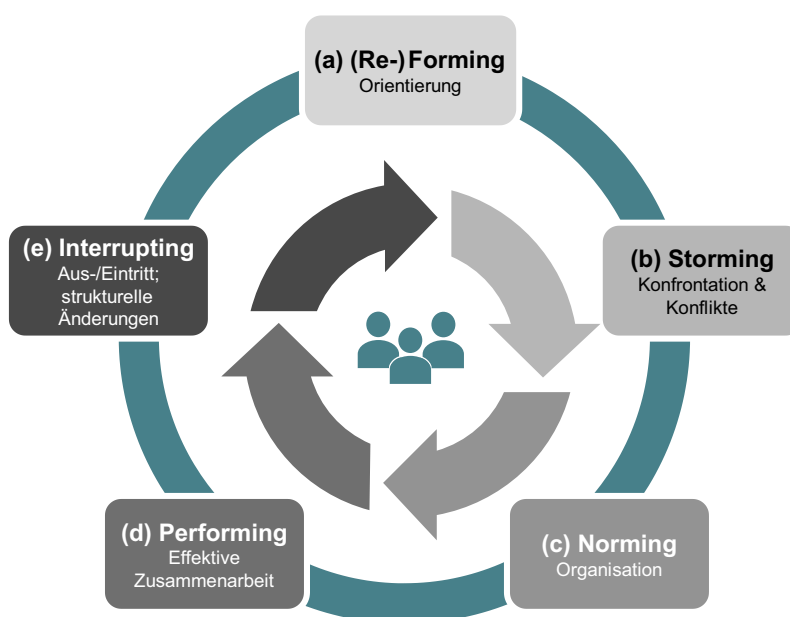 (a) (Re-) Forming
Orientierung
(b) Storming
Konfrontation &
Konflikte
(c) Norming
Organisation
(d) Performing
Effektive
Zusammenarbeit
(e) Interrupting
Aus-/Eintritt;
strukturelle
Änderungen